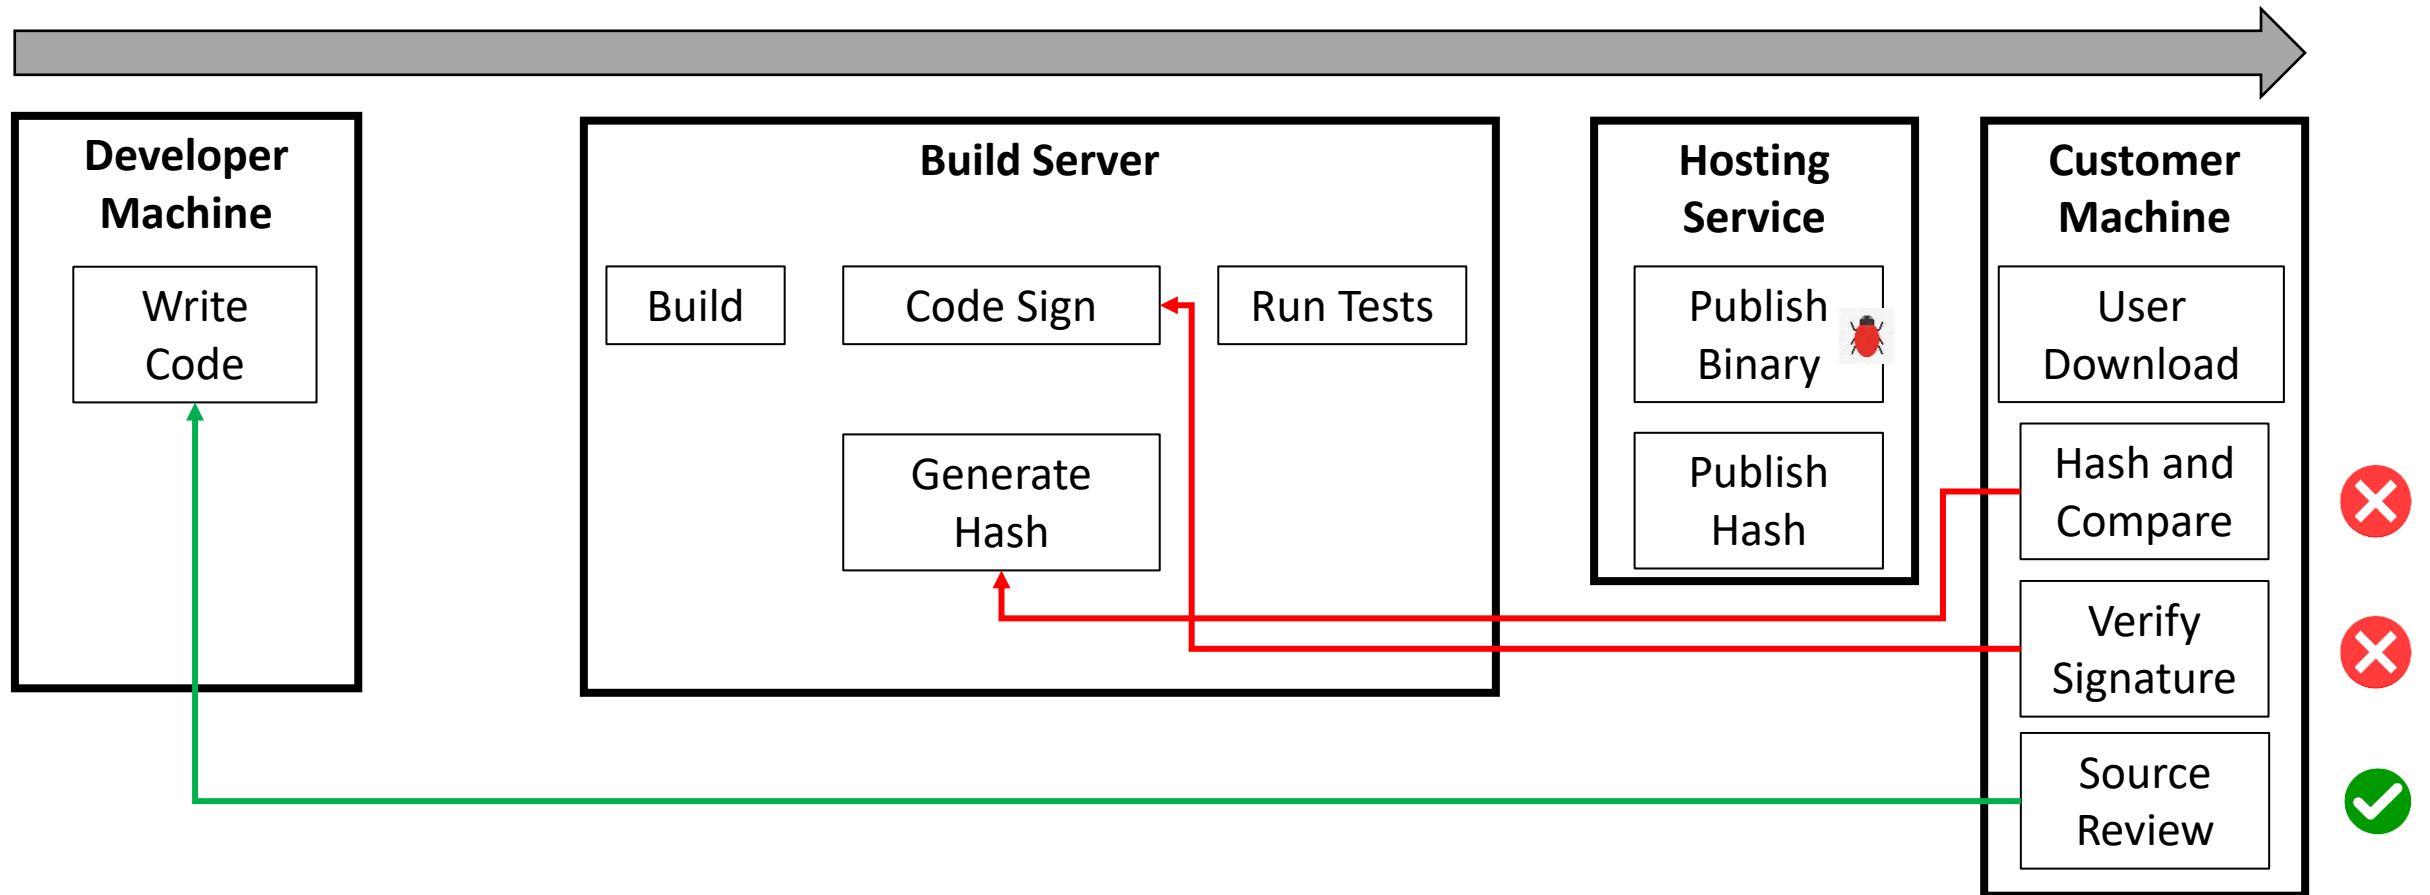 Developer
Machine
Write
Code
Build Server
Build
Code Sign
Run Tests
Generate
Hash
Hosting
Service
Publish
Binary
Publish
Hash
Customer
Machine
User
Download
Hash and
Compare
Verify
Signature
Source
Review